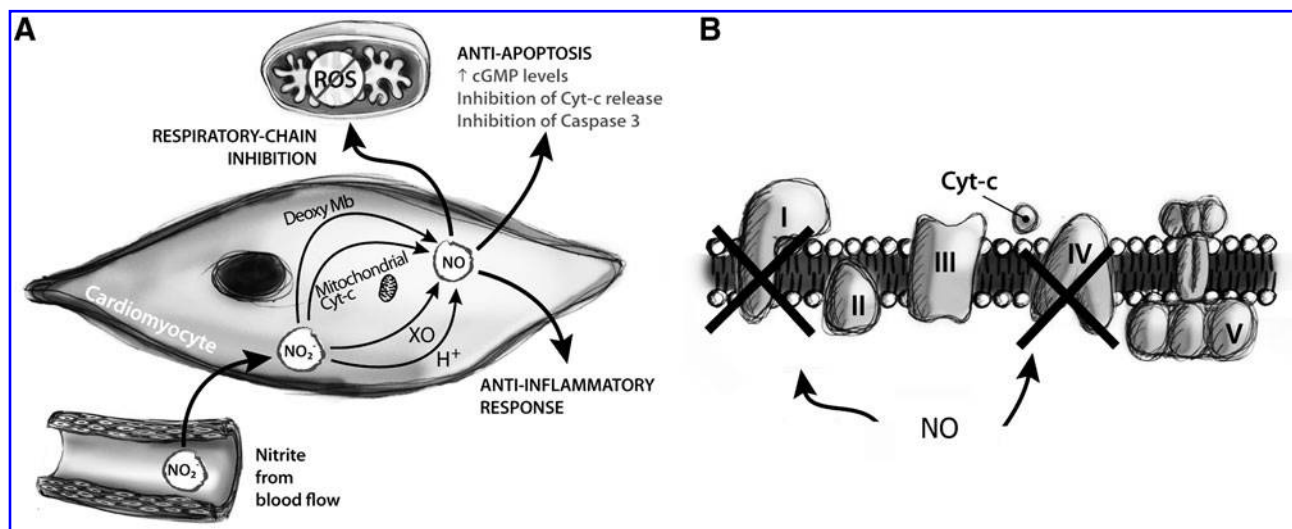 A
ROS
ANTI-APOPTOSIS
↑ cGMP levels
Inhibition of Cyt-c release
Inhibition of Caspase 3
RESPIRATORY-CHAIN
INHIBITION
Deoxy Mb
Mitochondrial
Cyt-c
NO
XO
H⁺
NO₂⁻
Cardiomyocyte
ANTI-INFLAMMATORY
RESPONSE
NO₂⁻
Nitrite
from
blood flow
B
Cyt-c
I
II
III
IV
V
NO